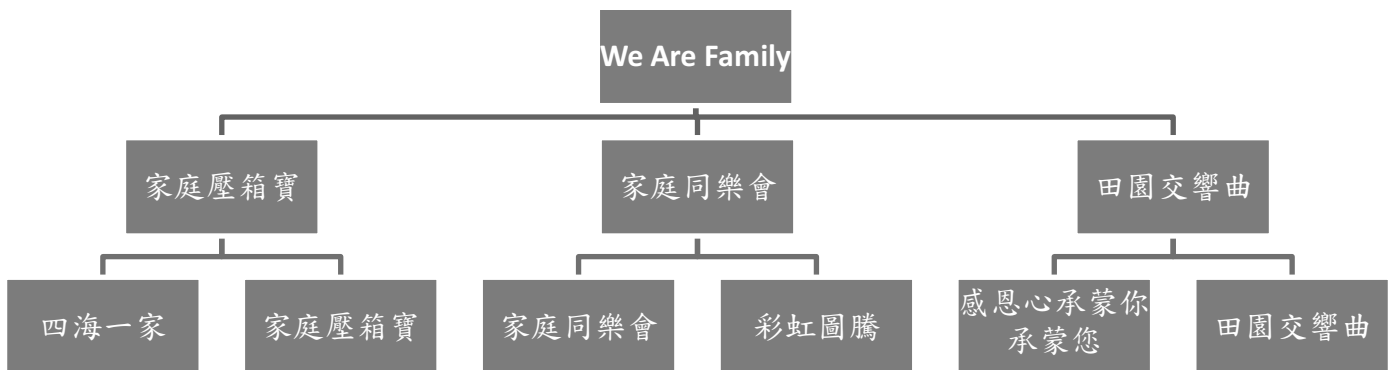 We Are Family
家庭壓箱寶
家庭同樂會
田園交響曲
四海一家
家庭壓箱寶
家庭同樂會
彩虹圖騰
感恩心承蒙你
承蒙您
田園交響曲